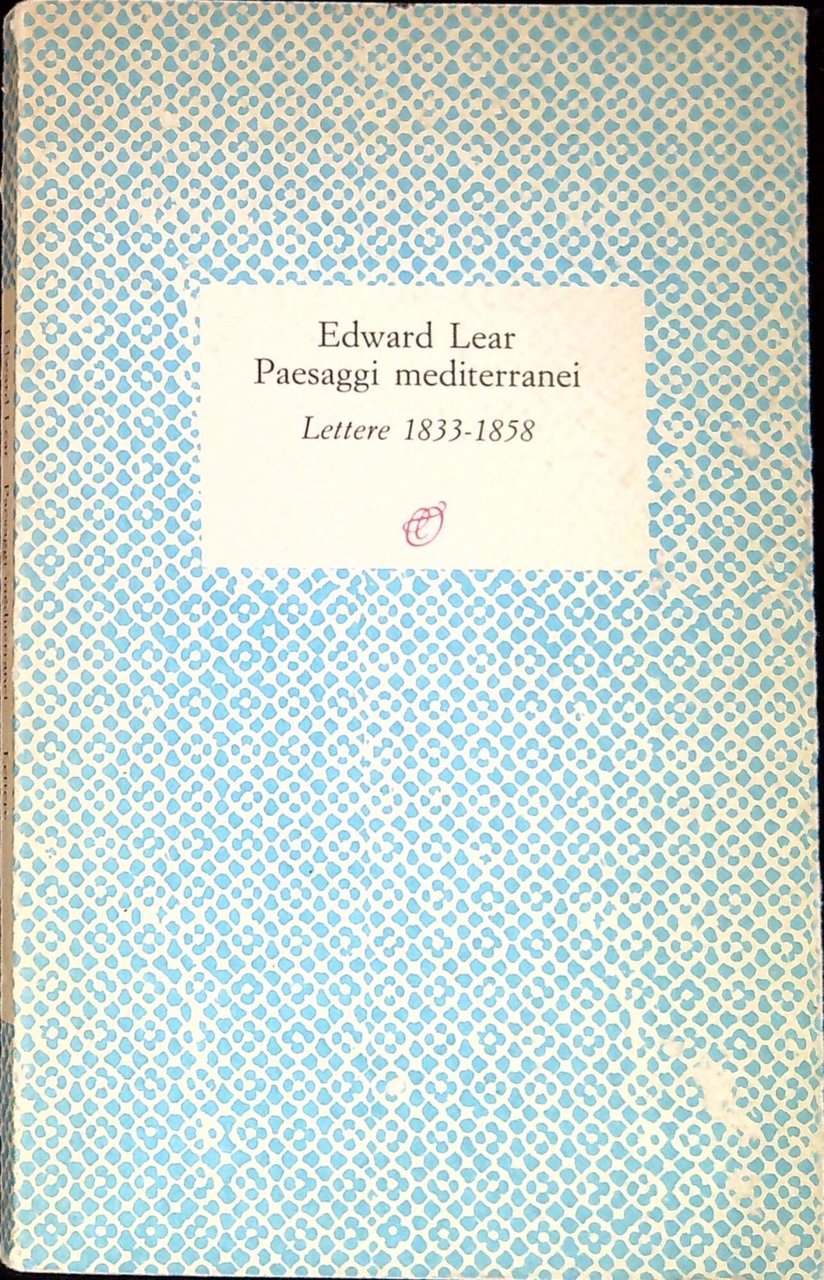 Edward Lear
Paesaggi mediterranei
Lettere 1833-1858